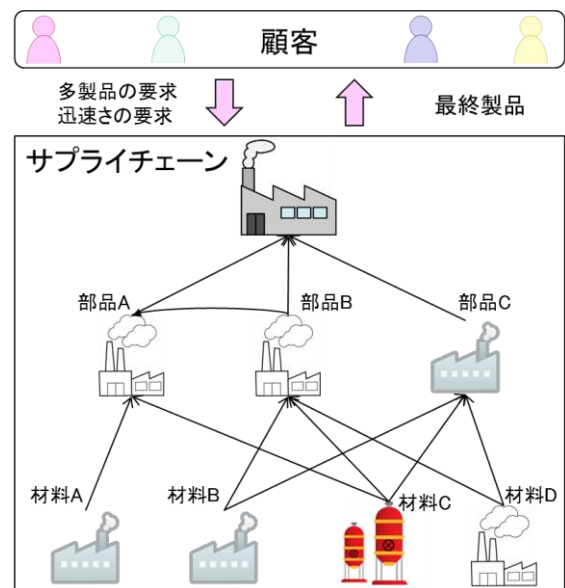 顧客
多製品の要求
迅速さの要求
最終製品
サプライチェーン
部品A
部品B
部品C
材料A
材料B
材料C
材料D